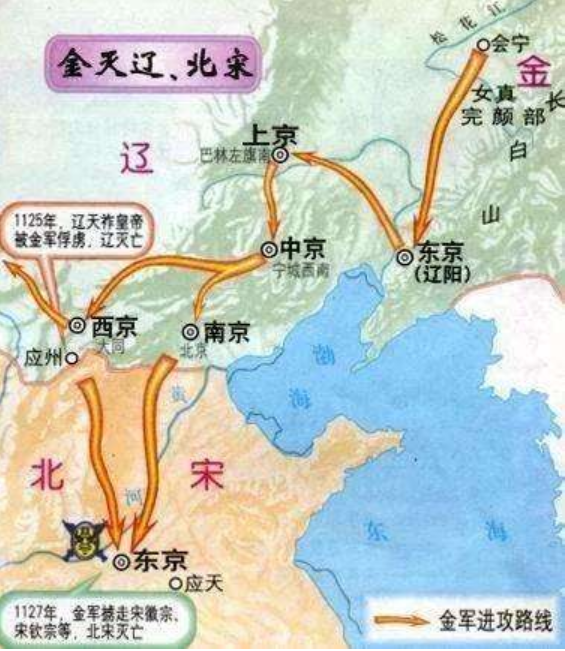 金灭辽、北宋
松花江
会宁
金
女真
完颜部
长白山
上京
巴林左旗南
辽
1125年，辽天祚皇帝
被金军俘虏，辽灭亡
中京
宁城西南
东京
(辽阳)
西京
大同
南京
北京
应州
渤海
黄河
北宋
东京
应天
东海
1127年，金军掳走宋徽宗、
宋钦宗等，北宋灭亡
金军进攻路线